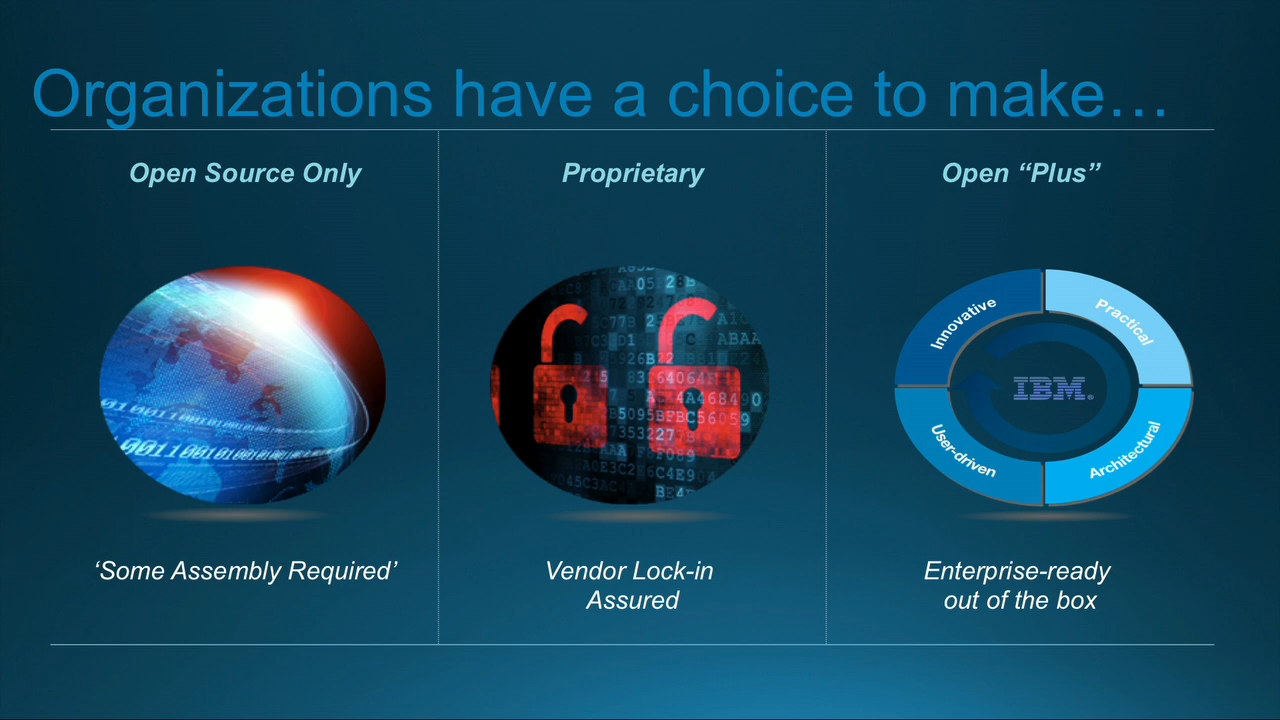 Organizations have a choice to make…
Open Source Only
Proprietary
Open “Plus”
Innovative
Practical
User-driven
Architectural
IBM®
‘Some Assembly Required’
Vendor Lock-in
Assured
Enterprise-ready
out of the box